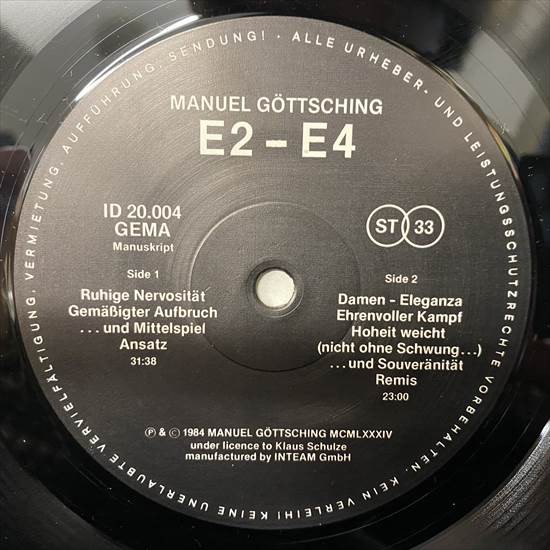 ALLE URHEBER- UND LEISTUNGSSCHUTZRECHTE VORBEHALTEN. KEIN VERLEIH! KEINE UNERLAUBTE VERVIELFÄLTIGUNG, VERMIETUNG, AUFFÜHRUNG, SENDUNG! ·
MANUEL GÖTTSCHING
E2 – E4
ID 20.004
GEMA
Manuskript
ST 33
Side 1
Ruhige Nervosität
Gemäßigter Aufbruch
...und Mittelspiel
Ansatz
31:38
Side 2
Damen – Eleganza
Ehrenvoller Kampf
Hoheit weicht
(nicht ohne Schwung...)
...und Souveränität
Remis
23:00
Ⓟ & © 1984 MANUEL GÖTTSCHING MCMLXXXIV
under licence to Klaus Schulze
manufactured by INTEAM GmbH